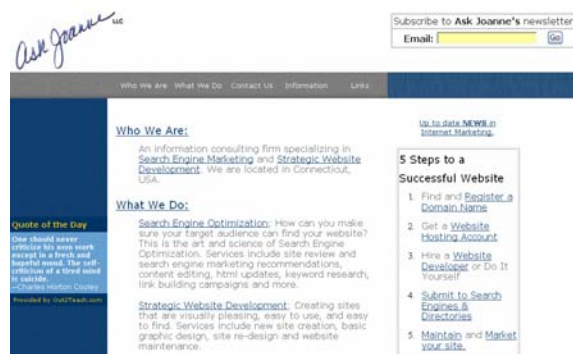 Ask Joanne LLC
Subscribe to Ask Joanne's newsletter
Email: Go
Who We Are What We Do Contact Us Information Links
Who We Are:
An information consulting firm specializing in
Search Engine Marketing and Strategic Website
Development. We are located in Connecticut,
USA.
What We Do:
Search Engine Optimization: How can you make
sure your target audience can find your website?
This is the art and science of Search Engine
Optimization. Services include site review and
search engine marketing recommendations,
content editing, html updates, keyword research,
link building campaigns and more.
Strategic Website Development: Creating sites
that are visually pleasing, easy to use, and easy
to find. Services include new site creation, basic
graphic design, site re-design and website
maintenance.
Quote of the Day
One should never
criticize his own work
except in a fresh and
hopeful mood. The self-
criticism of a tired mind
is suicide.
—Charles Horton Cooley
Provided by Out2Teach.com
Up to date NEWS in
Internet Marketing.
5 Steps to a
Successful Website
1. Find and Register a
Domain Name
2. Get a Website
Hosting Account
3. Hire a Website
Developer or Do It
Yourself
4. Submit to Search
Engines &
Directories
5. Maintain and Market
your site.